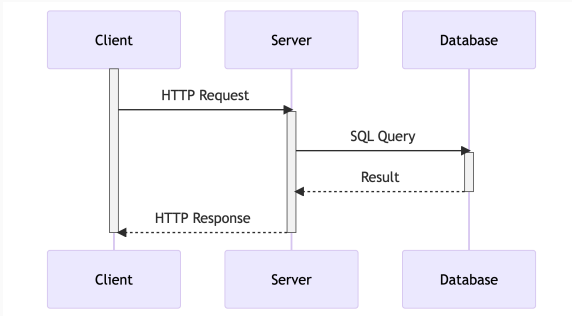 Client
Server
Database
HTTP Request
SQL Query
Result
HTTP Response
Client
Server
Database